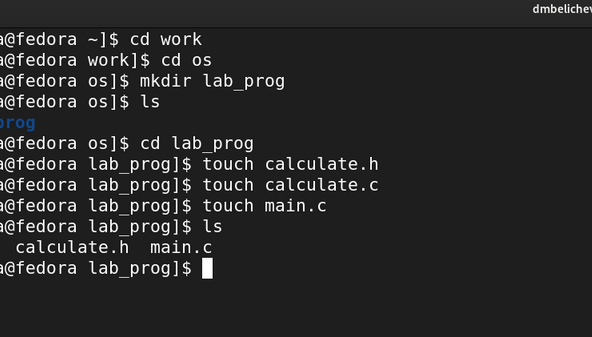 dmbeliche
a@fedora ~]$ cd work
a@fedora work]$ cd os
a@fedora os]$ mkdir lab_prog
a@fedora os]$ ls
prog
a@fedora os]$ cd lab_prog
a@fedora lab_prog]$ touch calculate.h
a@fedora lab_prog]$ touch calculate.c
a@fedora lab_prog]$ touch main.c
a@fedora lab_prog]$ ls
calculate.h  main.c
a@fedora lab_prog]$